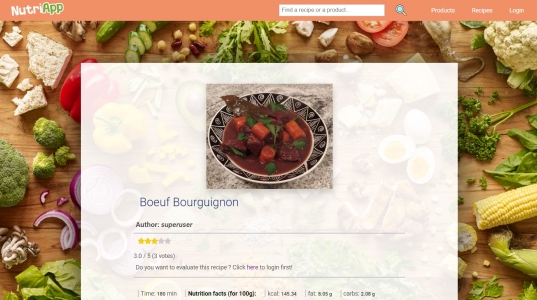 NutriApp
Find a recipe or a product..
Products
Recipes
Login
Boeuf Bourguignon
Author: superuser
3.0 / 5 (3 votes)
Do you want to evaluate this recipe ? Click here to login first!
Time: 180 min
Nutrition facts (for 100g):
kcal: 145.34
fat: 8.05 g
carbs: 2.08 g